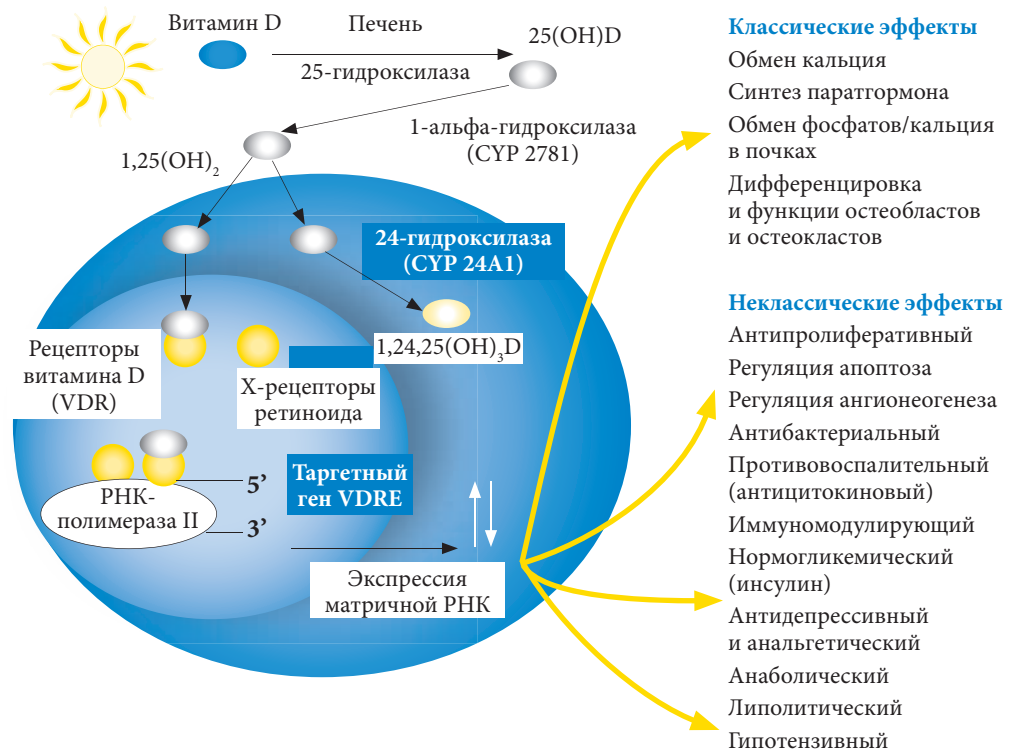 Витамин D
Печень
25(OH)D
25-гидроксилаза
1-альфа-гидроксилаза
(CYP 2781)
1,25(OH)₂
24-гидроксилаза
(CYP 24A1)
1,24,25(OH)₃D
Рецепторы
витамина D
(VDR)
X-рецепторы
ретиноида
РНК-
полимераза II
5’
3’
Таргетный
ген VDRE
Экспрессия
матричной РНК
Классические эффекты
Обмен кальция
Синтез паратгормона
Обмен фосфатов/кальция
в почках
Дифференцировка
и функции остеобластов
и остеокластов
Неклассические эффекты
Антипролиферативный
Регуляция апоптоза
Регуляция ангионеогенеза
Антибактериальный
Противовоспалительный
(антицитокиновый)
Иммуномодулирующий
Нормогликемический
(инсулин)
Антидепрессивный
и анальгетический
Анаболический
Липолитический
Гипотензивный